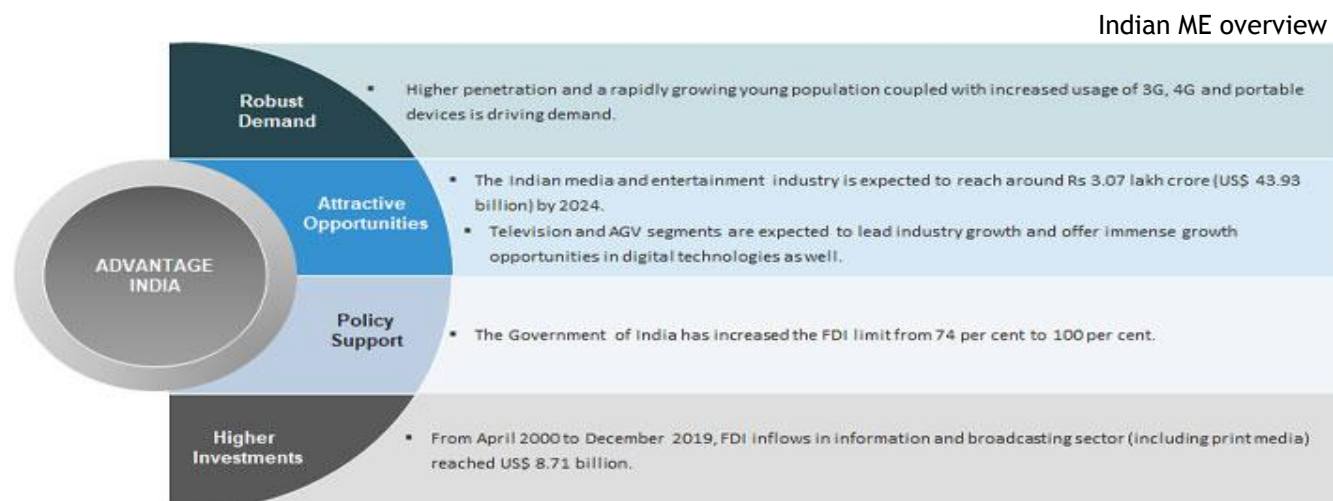 Indian ME overview
Robust
Demand
▪ Higher penetration and a rapidly growing young population coupled with increased usage of 3G, 4G and portable
devices is driving demand.
ADVANTAGE
INDIA
Attractive
Opportunities
▪ The Indian media and entertainment industry is expected to reach around Rs 3.07 lakh crore (US$ 43.93
billion) by 2024.
▪ Television and AGV segments are expected to lead industry growth and offer immense growth
opportunities in digital technologies as well.
Policy
Support
▪ The Government of India has increased the FDI limit from 74 per cent to 100 per cent.
Higher
Investments
▪ From April 2000 to December 2019, FDI inflows in information and broadcasting sector (including print media)
reached US$ 8.71 billion.